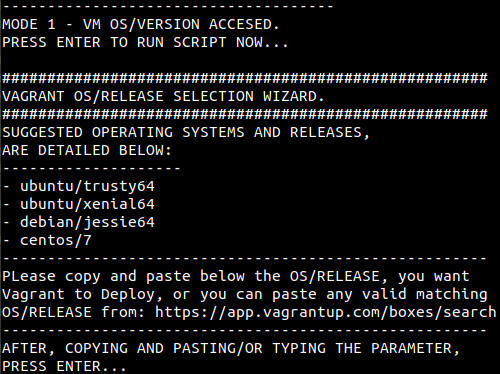 -------------------------------------
MODE 1 - VM OS/VERSION ACCESED.
PRESS ENTER TO RUN SCRIPT NOW...
######################################################
VAGRANT OS/RELEASE SELECTION WIZARD.
######################################################
SUGGESTED OPERATING SYSTEMS AND RELEASES,
ARE DETAILED BELOW:
--------------------
- ubuntu/trusty64
- ubuntu/xenial64
- debian/jessie64
- centos/7
------------------------------------------------------
Please copy and paste below the OS/RELEASE, you want
Vagrant to Deploy, or you can paste any valid matching
OS/RELEASE from: https://app.vagrantup.com/boxes/search
------------------------------------------------------
AFTER, COPYING AND PASTING/OR TYPING THE PARAMETER,
PRESS ENTER...